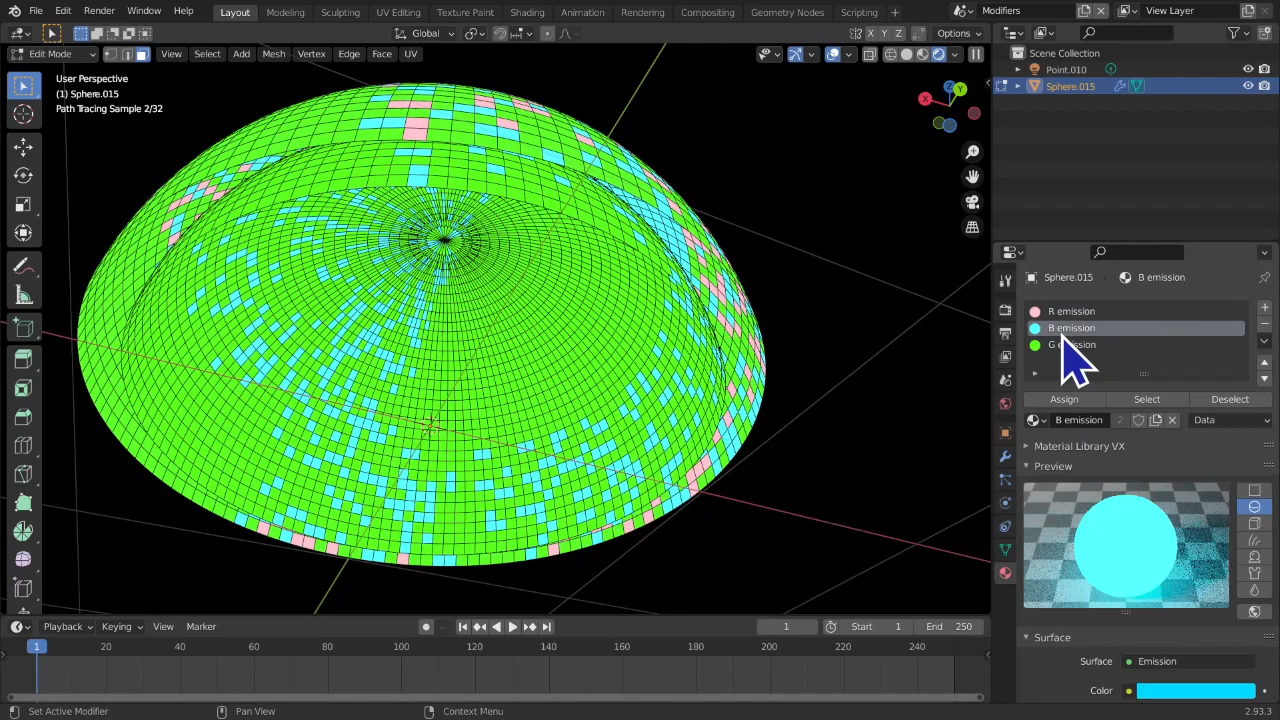 File Edit Render Window Help Layout Modeling Sculpting UV Editing Texture Paint Shading Animation Rendering Compositing Geometry Nodes Scripting + Modifiers View Layer
Global X Y Z Options
Edit Mode View Select Add Mesh Vertex Edge Face UV
User Perspective
(1) Sphere.015
Path Tracing Sample 2/32
X Y Z
Scene Collection
Point.010
Sphere.015
Sphere.015 B emission
R emission
B emission
G emission
Assign Select Deselect
B emission 2 Data
Material Library VX
Preview
Surface
Surface Emission
Color
Playback Keying View Marker 1 Start 1 End 250
1 20 40 60 80 100 120 140 160 180 200 220 240
Set Active Modifier Pan View Context Menu 2.93.3